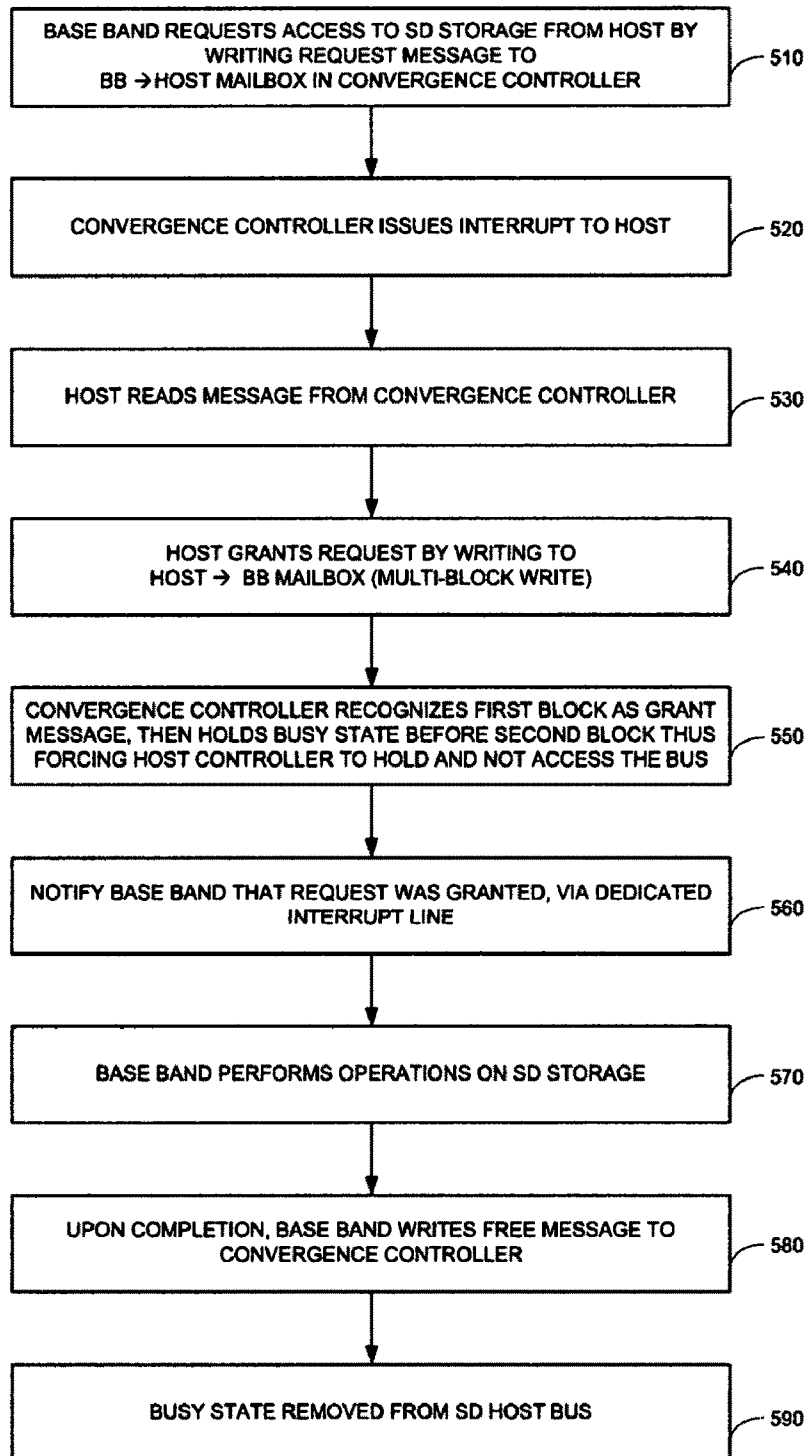 BASE BAND REQUESTS ACCESS TO SD STORAGE FROM HOST BY
WRITING REQUEST MESSAGE TO
BB → HOST MAILBOX IN CONVERGENCE CONTROLLER
510
CONVERGENCE CONTROLLER ISSUES INTERRUPT TO HOST
520
HOST READS MESSAGE FROM CONVERGENCE CONTROLLER
530
HOST GRANTS REQUEST BY WRITING TO
HOST → BB MAILBOX (MULTI-BLOCK WRITE)
540
CONVERGENCE CONTROLLER RECOGNIZES FIRST BLOCK AS GRANT
MESSAGE, THEN HOLDS BUSY STATE BEFORE SECOND BLOCK THUS
FORCING HOST CONTROLLER TO HOLD AND NOT ACCESS THE BUS
550
NOTIFY BASE BAND THAT REQUEST WAS GRANTED, VIA DEDICATED
INTERRUPT LINE
560
BASE BAND PERFORMS OPERATIONS ON SD STORAGE
570
UPON COMPLETION, BASE BAND WRITES FREE MESSAGE TO
CONVERGENCE CONTROLLER
580
BUSY STATE REMOVED FROM SD HOST BUS
590